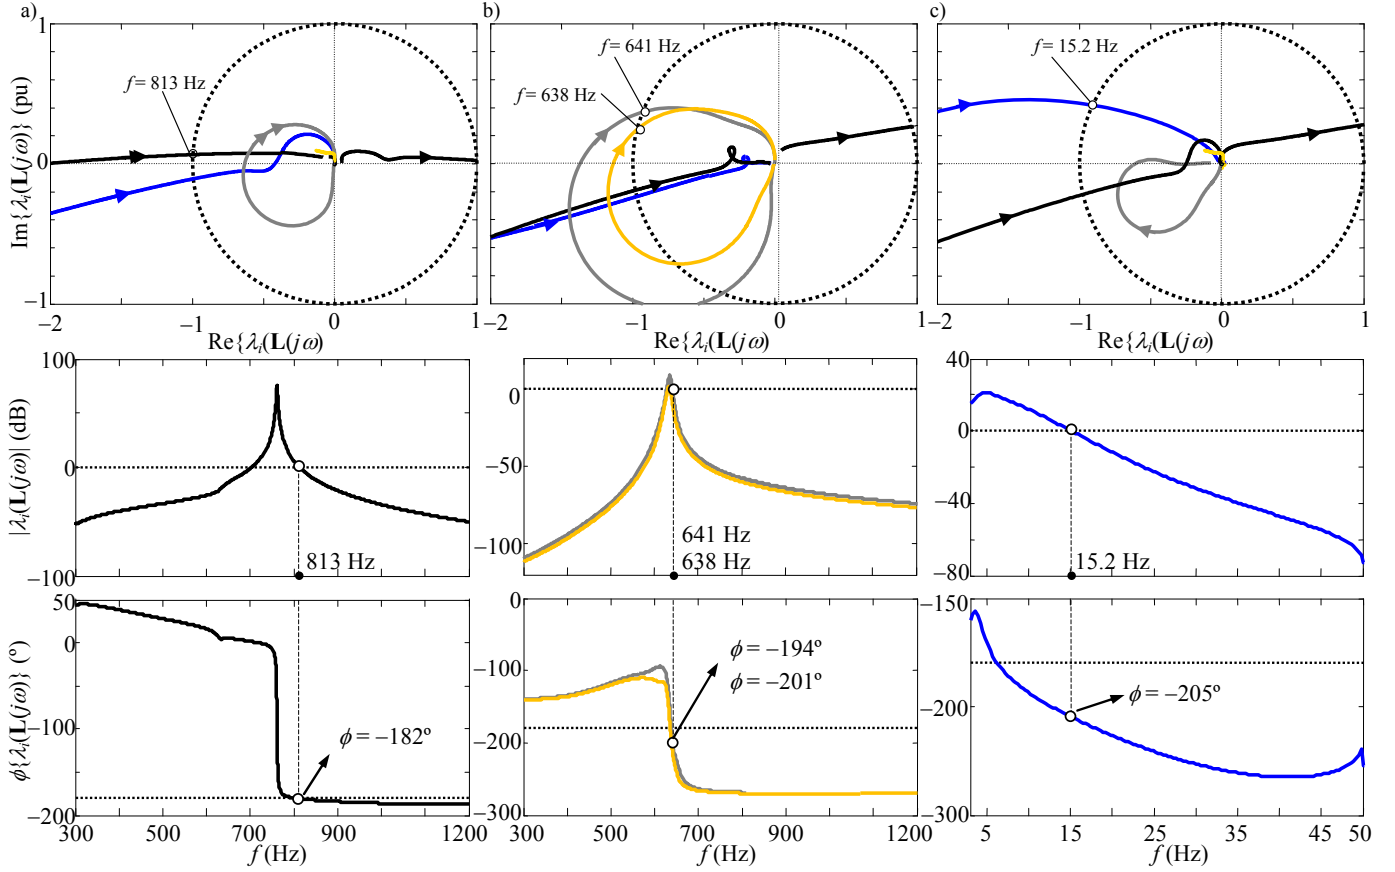 a)
b)
c)
Im{λi(L(jω)} (pu)
1
0
−1
f = 813 Hz
f = 641 Hz
f = 638 Hz
f = 15.2 Hz
−2
−1
0
1
−2
−1
0
1
−2
−1
0
1
Re{λi(L(jω)
Re{λi(L(jω)
Re{λi(L(jω)
|λi(L(jω)| (dB)
100
0
−100
813 Hz
0
−50
−100
641 Hz
638 Hz
40
0
−40
−80
15.2 Hz
ϕ{λi(L(jω)} (º)
50
0
−100
−200
ϕ = −182º
0
−100
−200
−300
ϕ = −194º
ϕ = −201º
−150
−200
−300
ϕ = −205º
300
500
700
900
1200
300
500
700
900
1200
5
15
25
35
45
50
f (Hz)
f (Hz)
f (Hz)